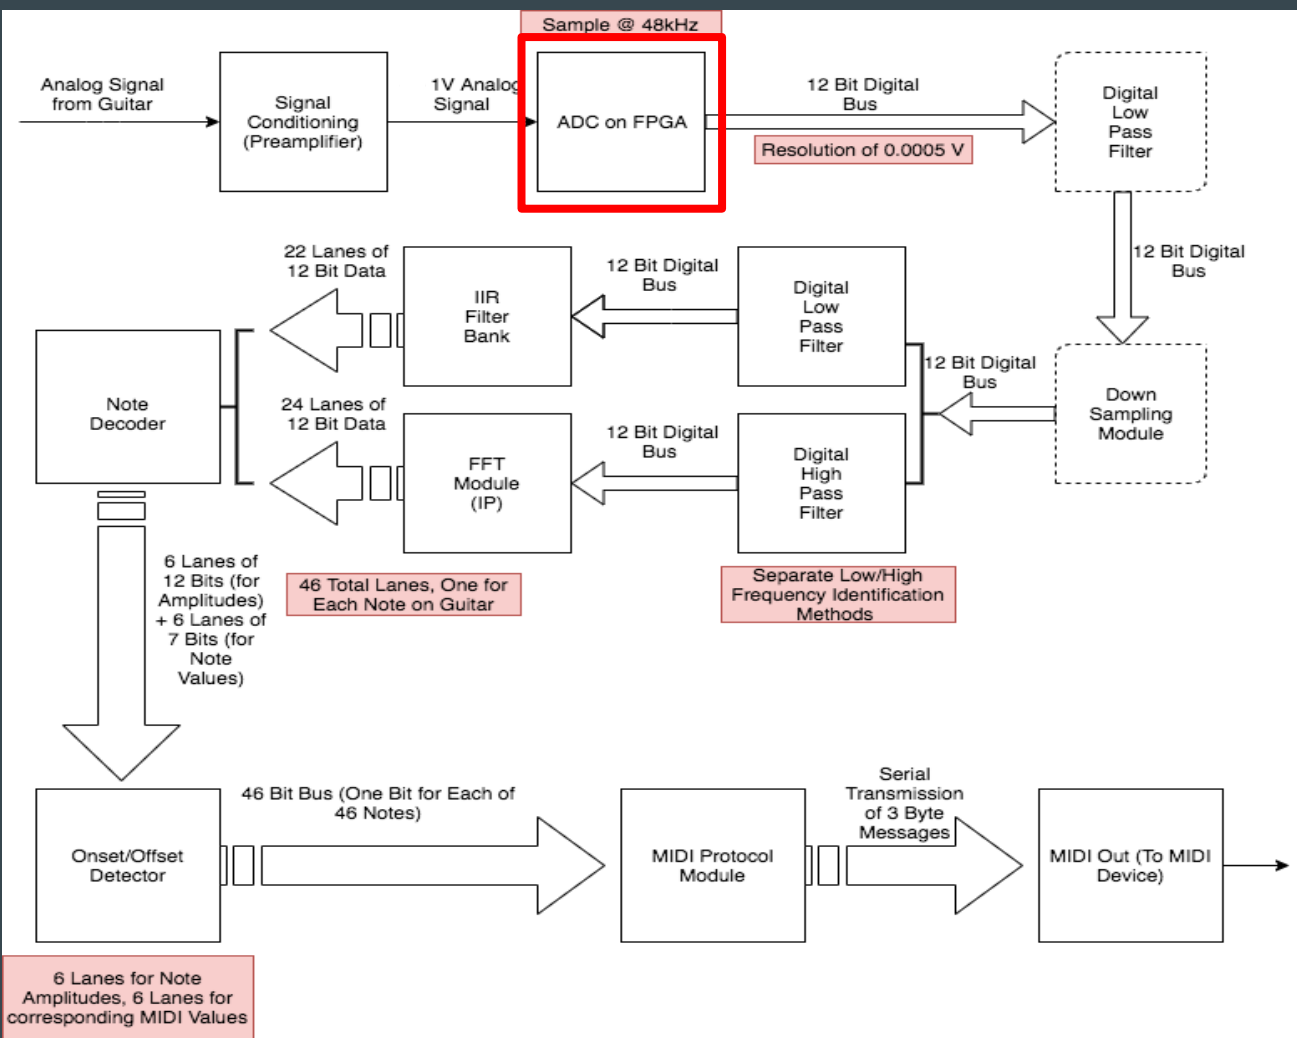 Sample @ 48kHz
Analog Signal
from Guitar
Signal
Conditioning
(Preamplifier)
1V Analog
Signal
ADC on FPGA
12 Bit Digital
Bus
Resolution of 0.0005 V
Digital
Low
Pass
Filter
12 Bit Digital
Bus
22 Lanes of
12 Bit Data
IIR
Filter
Bank
12 Bit Digital
Bus
Digital
Low
Pass
Filter
12 Bit Digital
Bus
Down
Sampling
Module
Note
Decoder
24 Lanes of
12 Bit Data
FFT
Module
(IP)
12 Bit Digital
Bus
Digital
High
Pass
Filter
6 Lanes of
12 Bits (for
Amplitudes)
+ 6 Lanes of
7 Bits (for
Note
Values)
46 Total Lanes, One for
Each Note on Guitar
Separate Low/High
Frequency Identification
Methods
Onset/Offset
Detector
46 Bit Bus (One Bit for Each of
46 Notes)
MIDI Protocol
Module
Serial
Transmission
of 3 Byte
Messages
MIDI Out (To MIDI
Device)
6 Lanes for Note
Amplitudes, 6 Lanes for
corresponding MIDI Values